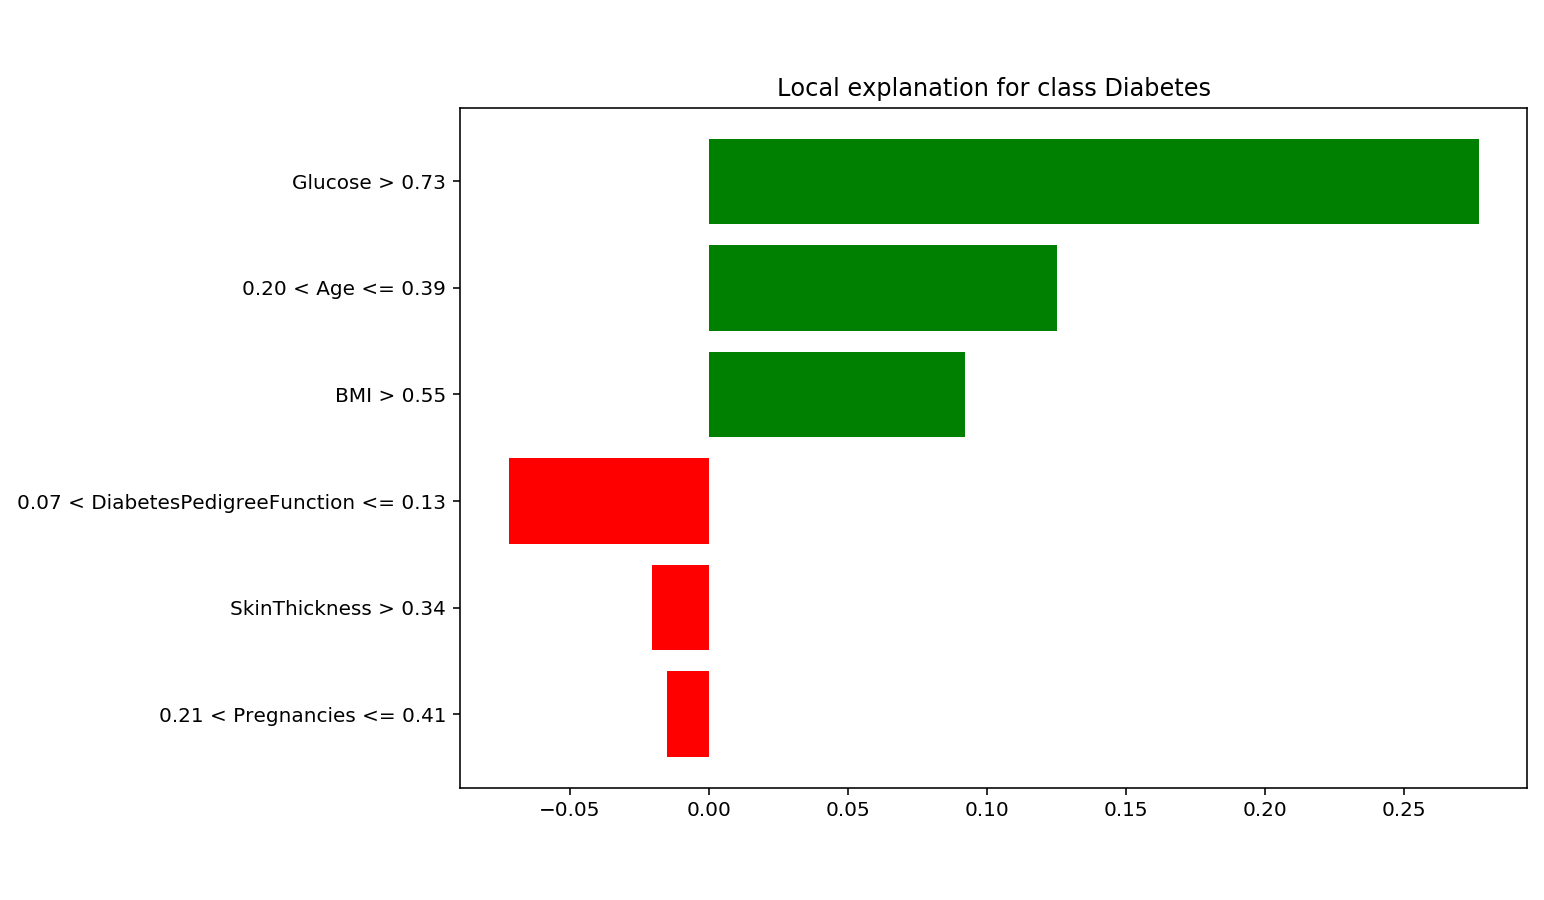 Local explanation for class Diabetes
Glucose > 0.73
0.20 < Age <= 0.39
BMI > 0.55
0.07 < DiabetesPedigreeFunction <= 0.13
SkinThickness > 0.34
0.21 < Pregnancies <= 0.41
−0.05 0.00 0.05 0.10 0.15 0.20 0.25